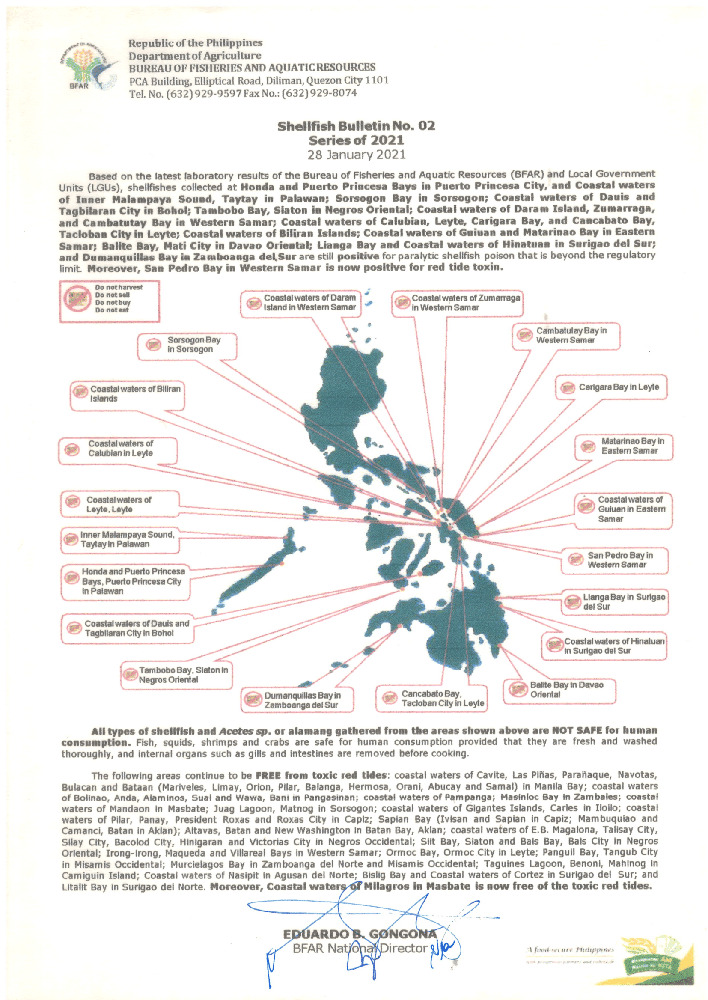 DEPARTMENT OF AGRICULTURE
BFAR
Republic of the Philippines
Department of Agriculture
BUREAU OF FISHERIES AND AQUATIC RESOURCES
PCA Building, Elliptical Road, Diliman, Quezon City 1101
Tel. No. (632) 929-9597 Fax No.: (632) 929-8074
Shellfish Bulletin No. 02
Series of 2021
28 January 2021
Based on the latest laboratory results of the Bureau of Fisheries and Aquatic Resources (BFAR) and Local Government
Units (LGUs), shellfishes collected at Honda and Puerto Princesa Bays in Puerto Princesa City, and Coastal waters
of Inner Malampaya Sound, Taytay in Palawan; Sorsogon Bay in Sorsogon; Coastal waters of Dauis and
Tagbilaran City in Bohol; Tambobo Bay, Siaton in Negros Oriental; Coastal waters of Daram Island, Zumarraga,
and Cambatutay Bay in Western Samar; Coastal waters of Calubian, Leyte, Carigara Bay, and Cancabato Bay,
Tacloban City in Leyte; Coastal waters of Biliran Islands; Coastal waters of Guiuan and Matarinao Bay in Eastern
Samar; Balite Bay, Mati City in Davao Oriental; Lianga Bay and Coastal waters of Hinatuan in Surigao del Sur;
and Dumanquillas Bay in Zamboanga del Sur are still positive for paralytic shellfish poison that is beyond the regulatory
limit. Moreover, San Pedro Bay in Western Samar is now positive for red tide toxin.
Do not harvest
Do not sell
Do not buy
Do not eat
Coastal waters of Daram
Island in Western Samar
Coastal waters of Zumarraga
in Western Samar
Cambatutay Bay in
Western Samar
Sorsogon Bay
in Sorsogon
Coastal waters of Biliran
Islands
Carigara Bay in Leyte
Coastal waters of
Calubian in Leyte
Matarinao Bay in
Eastern Samar
Coastal waters of
Leyte, Leyte
Coastal waters of
Guiuan in Eastern
Samar
Inner Malampaya Sound,
Taytay in Palawan
San Pedro Bay in
Western Samar
Honda and Puerto Princesa
Bays, Puerto Princesa City
in Palawan
Lianga Bay in Surigao
del Sur
Coastal waters of Dauis and
Tagbilaran City in Bohol
Coastal waters of Hinatuan
in Surigao del Sur
Tambobo Bay, Siaton in
Negros Oriental
Dumanquillas Bay in
Zamboanga del Sur
Cancabato Bay,
Tacloban City in Leyte
Balite Bay in Davao
Oriental
All types of shellfish and Acetes sp. or alamang gathered from the areas shown above are NOT SAFE for human
consumption. Fish, squids, shrimps and crabs are safe for human consumption provided that they are fresh and washed
thoroughly, and internal organs such as gills and intestines are removed before cooking.
The following areas continue to be FREE from toxic red tides: coastal waters of Cavite, Las Piñas, Parañaque, Navotas,
Bulacan and Bataan (Mariveles, Limay, Orion, Pilar, Balanga, Hermosa, Orani, Abucay and Samal) in Manila Bay; coastal waters
of Bolinao, Anda, Alaminos, Sual and Wawa, Bani in Pangasinan; coastal waters of Pampanga; Masinloc Bay in Zambales; coastal
waters of Mandaon in Masbate; Juag Lagoon, Matnog in Sorsogon; coastal waters of Gigantes Islands, Carles in Iloilo; coastal
waters of Pilar, Panay, President Roxas and Roxas City in Capiz; Sapian Bay (Ivisan and Sapian in Capiz; Mambuquiao and
Camanci, Batan in Aklan); Altavas, Batan and New Washington in Batan Bay, Aklan; coastal waters of E.B. Magalona, Talisay City,
Silay City, Bacolod City, Hinigaran and Victorias City in Negros Occidental; Siit Bay, Siaton and Bais Bay, Bais City in Negros
Oriental; Irong-irong, Maqueda and Villareal Bays in Western Samar; Ormoc Bay, Ormoc City in Leyte; Panguil Bay, Tangub City
in Misamis Occidental; Murcielagos Bay in Zamboanga del Norte and Misamis Occidental; Taguines Lagoon, Benoni, Mahinog in
Camiguin Island; Coastal waters of Nasipit in Agusan del Norte; Bislig Bay and Coastal waters of Cortez in Surigao del Sur; and
Litalit Bay in Surigao del Norte. Moreover, Coastal waters of Milagros in Masbate is now free of the toxic red tides.
EDUARDO B. GONGONA
BFAR National Director
A food-secure Philippines